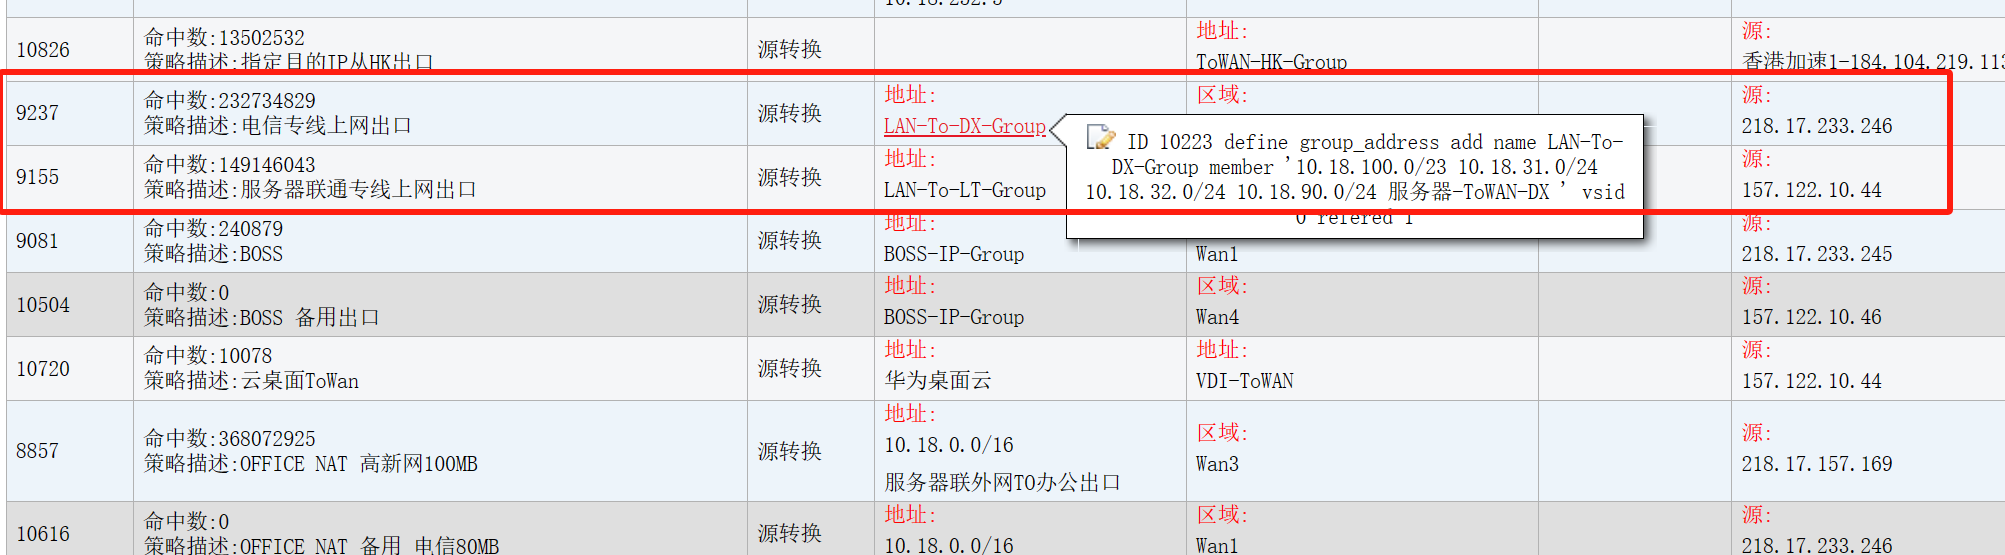 10.18.232.3
10826
命中数:13502532
策略描述:指定目的IP从HK出口
源转换
地址:
ToWAN-HK-Group
源:
香港加速1-184.104.219.113
9237
命中数:232734829
策略描述:电信专线上网出口
源转换
地址:
LAN-To-DX-Group
区域:
源:
218.17.233.246
ID 10223 define group_address add name LAN-To-
DX-Group member '10.18.100.0/23 10.18.31.0/24
10.18.32.0/24 10.18.90.0/24 服务器-ToWAN-DX ' vsid
0 refered 1
9155
命中数:149146043
策略描述:服务器联通专线上网出口
源转换
地址:
LAN-To-LT-Group
源:
157.122.10.44
9081
命中数:240879
策略描述:BOSS
源转换
地址:
BOSS-IP-Group
Wan1
源:
218.17.233.245
10504
命中数:0
策略描述:BOSS 备用出口
源转换
地址:
BOSS-IP-Group
区域:
Wan4
源:
157.122.10.46
10720
命中数:10078
策略描述:云桌面ToWan
源转换
地址:
华为桌面云
地址:
VDI-ToWAN
源:
157.122.10.44
8857
命中数:368072925
策略描述:OFFICE NAT 高新网100MB
源转换
地址:
10.18.0.0/16
服务器联外网TO办公出口
区域:
Wan3
源:
218.17.157.169
10616
命中数:0
策略描述:OFFICE NAT 备用 电信80MB
源转换
地址:
10.18.0.0/16
区域:
Wan1
源:
218.17.233.246